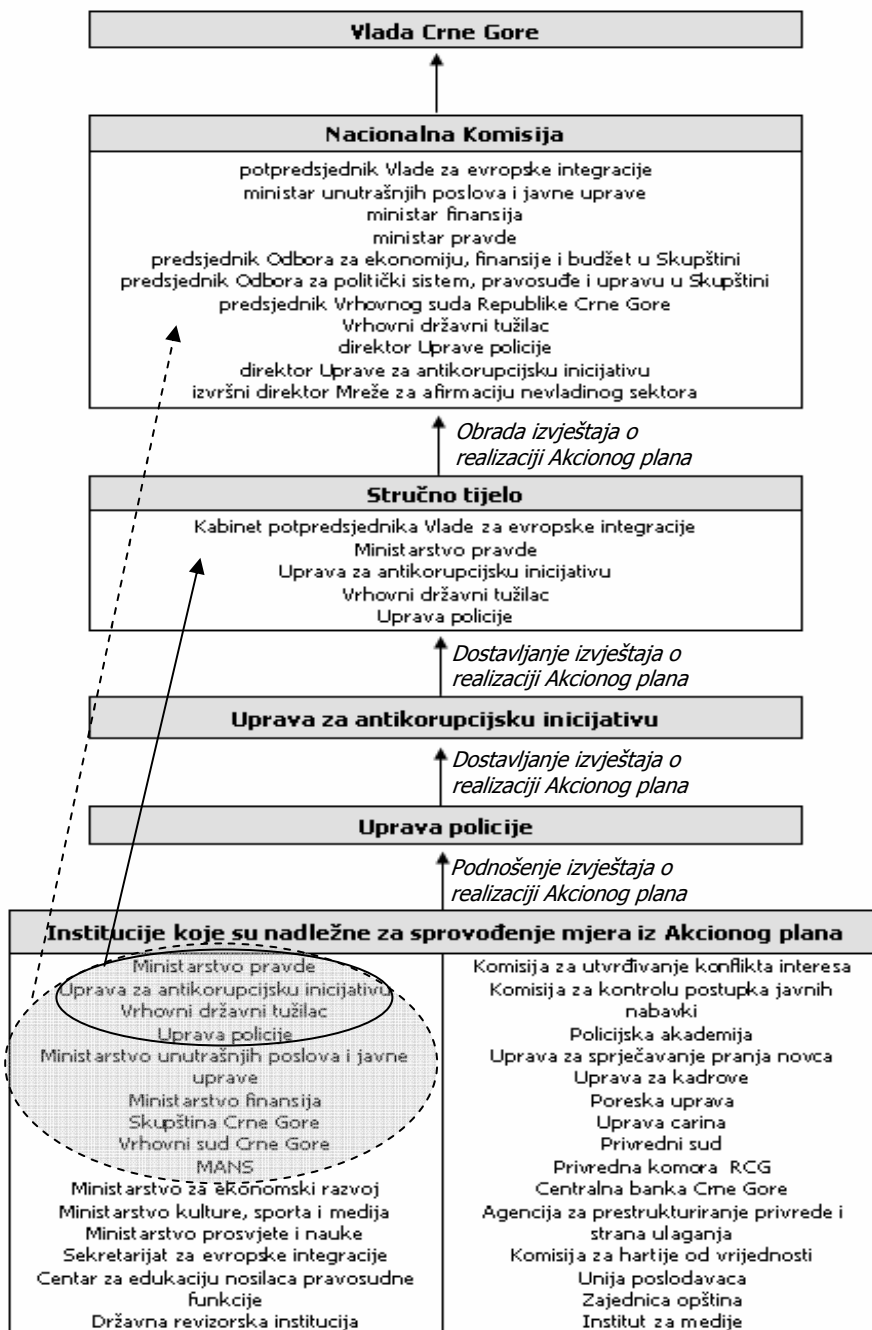 Vlada Crne Gore
Nacionalna Komisija
potpredsjednik Vlade za evropske integracije
ministar unutrašnjih poslova i javne uprave
ministar finansija
ministar pravde
predsjednik Odbora za ekonomiju, finansije i budžet u Skupštini
predsjednik Odbora za politički sistem, pravosuđe i upravu u Skupštini
predsjednik Vrhovnog suda Republike Crne Gore
Vrhovni državni tužilac
direktor Uprave policije
direktor Uprave za antikorupcijsku inicijativu
izvršni direktor Mreže za afirmaciju nevladinog sektora
Obrada izvještaja o
realizaciji Akcionog plana
Stručno tijelo
Kabinet potpredsjednika Vlade za evropske integracije
Ministarstvo pravde
Uprava za antikorupcijsku inicijativu
Vrhovni državni tužilac
Uprava policije
Dostavljanje izvještaja o
realizaciji Akcionog plana
Uprava za antikorupcijsku inicijativu
Dostavljanje izvještaja o
realizaciji Akcionog plana
Uprava policije
Podnošenje izvještaja o
realizaciji Akcionog plana
Institucije koje su nadležne za sprovođenje mjera iz Akcionog plana
Ministarstvo pravde
Uprava za antikorupcijsku inicijativu
Vrhovni državni tužilac
Uprava policije
Ministarstvo unutrašnjih poslova i javne
uprave
Ministarstvo finansija
Skupština Crne Gore
Vrhovni sud Crne Gore
MANS
Ministarstvo za ekonomski razvoj
Ministarstvo kulture, sporta i medija
Ministarstvo prosvjete i nauke
Sekretarijat za evropske integracije
Centar za edukaciju nosilaca pravosudne
funkcije
Državna revizorska institucija
Komisija za utvrđivanje konflikta interesa
Komisija za kontrolu postupka javnih
nabavki
Policijska akademija
Uprava za sprječavanje pranja novca
Uprava za kadrove
Poreska uprava
Uprava carina
Privredni sud
Privredna komora RCG
Centralna banka Crne Gore
Agencija za prestrukturiranje privrede i
strana ulaganja
Komisija za hartije od vrijednosti
Unija poslodavaca
Zajednica opština
Institut za medije